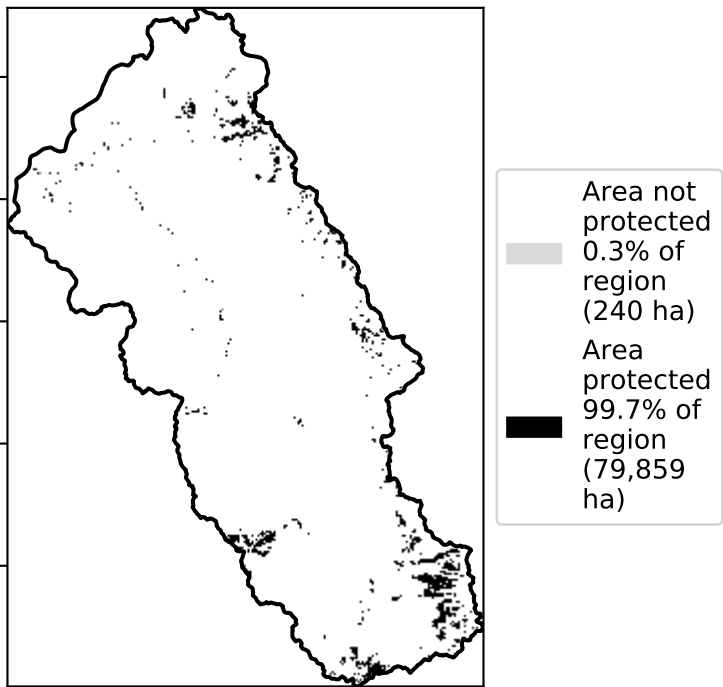 Area not
protected
0.3% of
region
(240 ha)
Area
protected
99.7% of
region
(79,859
ha)